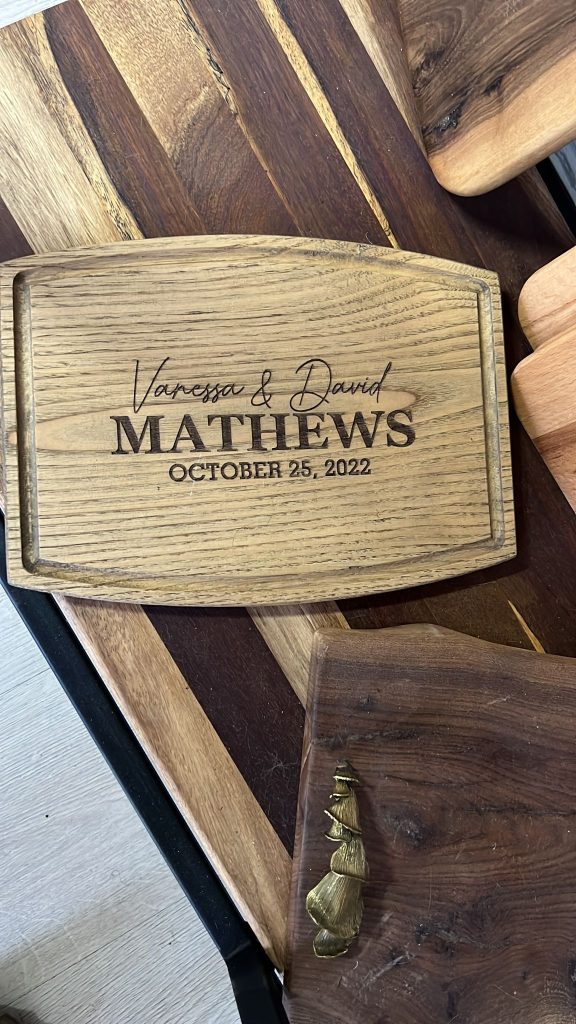 Vanessa & David
MATHEWS
OCTOBER 25, 2022